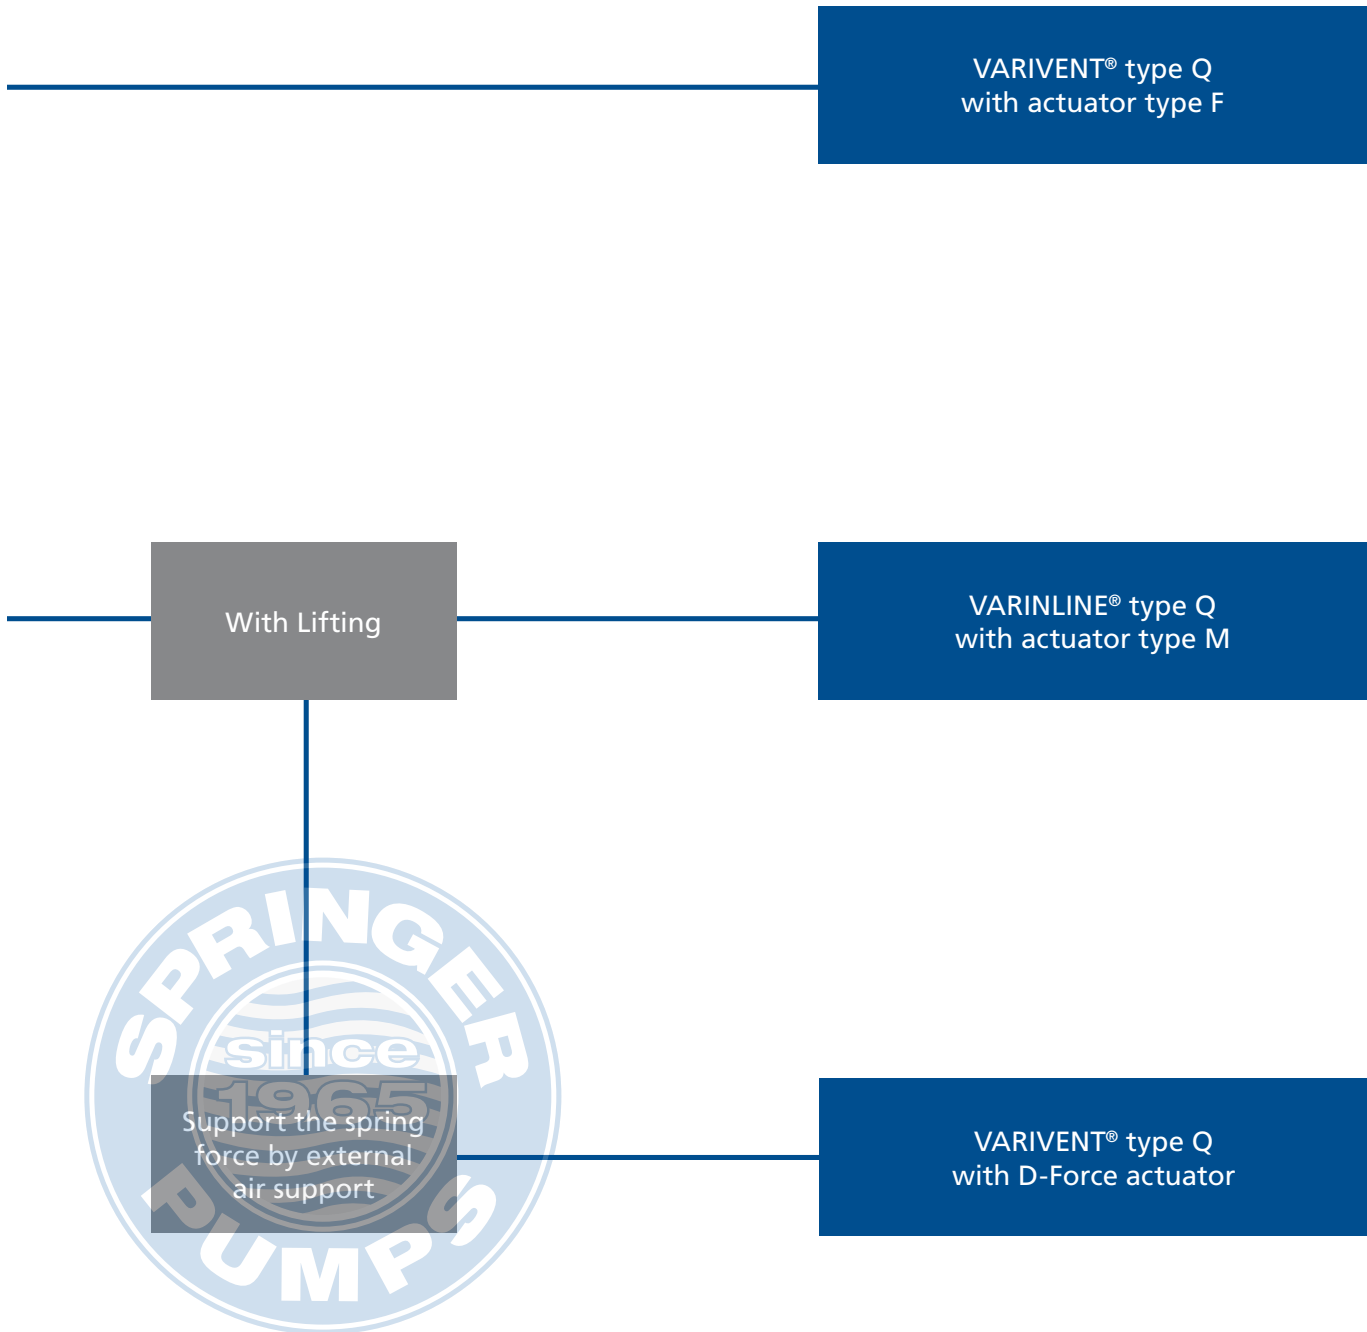 VARIVENT® type Q
with actuator type F
With Lifting
VARINLINE® type Q
with actuator type M
SPRINGER
since
1965
PUMPS
Support the spring
force by external
air support
VARIVENT® type Q
with D-Force actuator